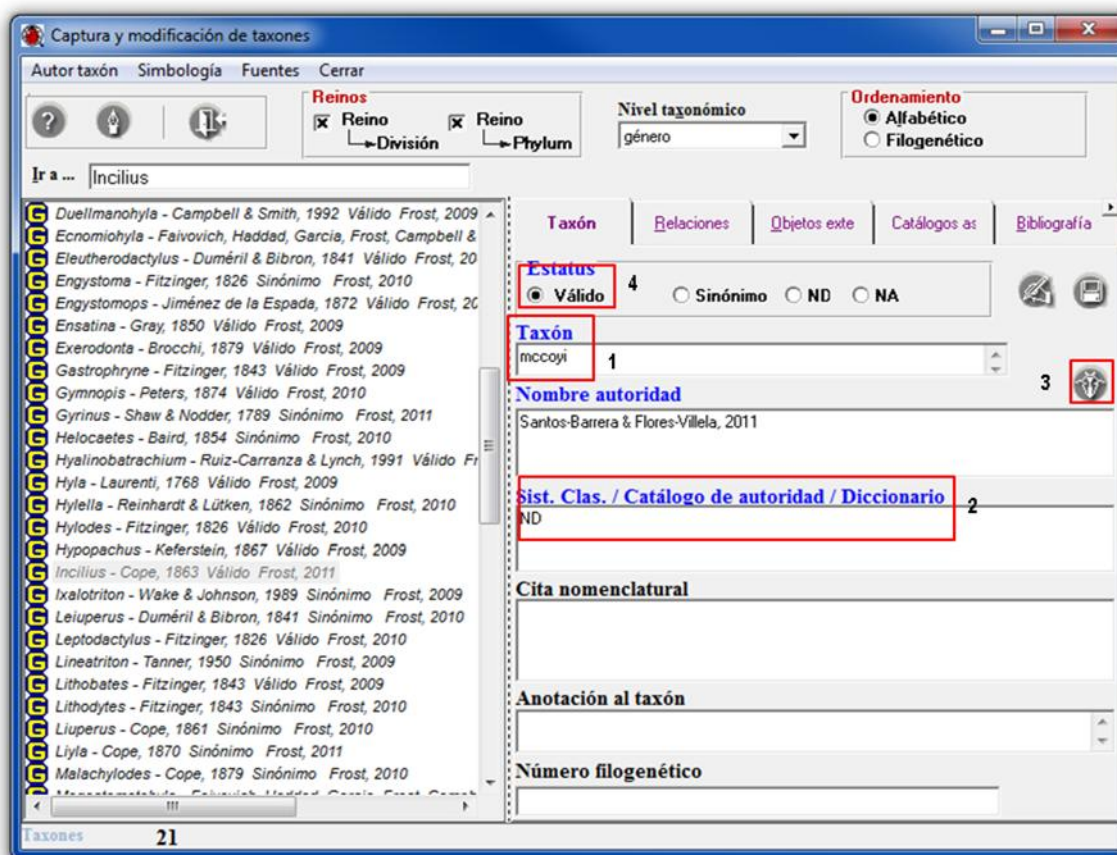 Captura y modificación de taxones
Autor taxón Simbología Fuentes Cerrar
Reinos
Reino División
Reino Phylum
Nivel taxonómico
género
Ordenamiento
Alfabético
Filogenético
Ir a ... Incilius
G Duellmanohyla - Campbell & Smith, 1992 Válido Frost, 2009
G Ecnomiohyla - Faivovich, Haddad, Garcia, Frost, Campbell &
G Eleutherodactylus - Duméril & Bibron, 1841 Válido Frost, 20
G Engystoma - Fitzinger, 1826 Sinónimo Frost, 2010
G Engystomops - Jiménez de la Espada, 1872 Válido Frost, 20
G Ensatina - Gray, 1850 Válido Frost, 2009
G Exerodonta - Brocchi, 1879 Válido Frost, 2009
G Gastrophryne - Fitzinger, 1843 Válido Frost, 2009
G Gymnopis - Peters, 1874 Válido Frost, 2010
G Gyrinus - Shaw & Nodder, 1789 Sinónimo Frost, 2011
G Helocaetes - Baird, 1854 Sinónimo Frost, 2010
G Hyalinobatrachium - Ruiz-Carranza & Lynch, 1991 Válido Fr
G Hyla - Laurenti, 1768 Válido Frost, 2009
G Hylella - Reinhardt & Lütken, 1862 Sinónimo Frost, 2010
G Hylodes - Fitzinger, 1826 Válido Frost, 2010
G Hypopachus - Keferstein, 1867 Válido Frost, 2009
G Incilius - Cope, 1863 Válido Frost, 2011
G Ixalotriton - Wake & Johnson, 1989 Sinónimo Frost, 2009
G Leiuperus - Duméril & Bibron, 1841 Sinónimo Frost, 2010
G Leptodactylus - Fitzinger, 1826 Válido Frost, 2010
G Lineatriton - Tanner, 1950 Sinónimo Frost, 2009
G Lithobates - Fitzinger, 1843 Válido Frost, 2009
G Lithodytes - Fitzinger, 1843 Sinónimo Frost, 2010
G Liuperus - Cope, 1861 Sinónimo Frost, 2010
G Liyla - Cope, 1870 Sinónimo Frost, 2011
G Malachylodes - Cope, 1879 Sinónimo Frost, 2010
Taxones 21
Taxón Relaciones Objetos exte Catálogos as Bibliografía
Estatus
Válido 4 Sinónimo ND NA
Taxón
mccoyi 1
3
Nombre autoridad
Santos-Barrera & Flores-Villela, 2011
Sist. Clas. / Catálogo de autoridad / Diccionario 2
ND
Cita nomenclatural
Anotación al taxón
Número filogenético